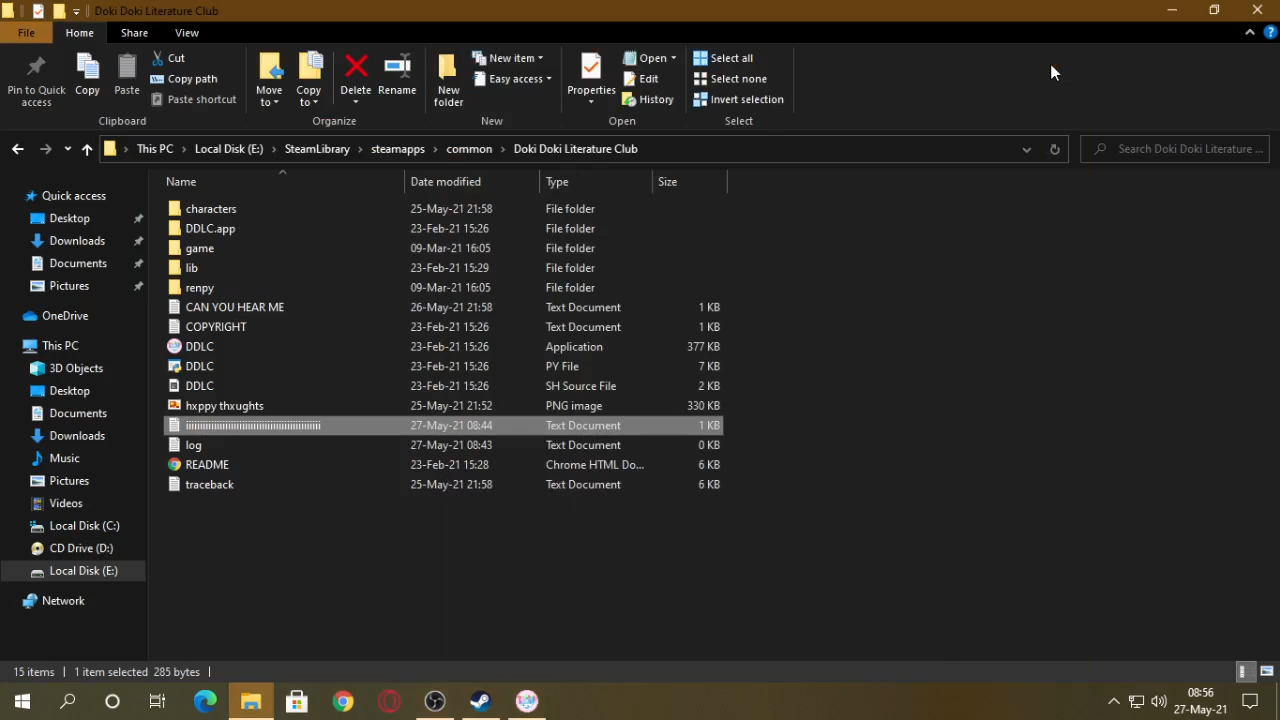 Doki Doki Literature Club
File Home Share View
Pin to Quick access
Copy
Paste
Cut
Copy path
Paste shortcut
Move to
Copy to
Delete
Rename
New folder
New item
Easy access
Properties
Open
Edit
History
Select all
Select none
Invert selection
Clipboard Organize New Open Select
This PC Local Disk (E:) SteamLibrary steamapps common Doki Doki Literature Club
Search Doki Doki Literature ...
Name Date modified Type Size
characters 25-May-21 21:58 File folder
DDLC.app 23-Feb-21 15:26 File folder
game 09-Mar-21 16:05 File folder
lib 23-Feb-21 15:29 File folder
renpy 09-Mar-21 16:05 File folder
CAN YOU HEAR ME 26-May-21 21:58 Text Document 1 KB
COPYRIGHT 23-Feb-21 15:26 Text Document 1 KB
DDLC 23-Feb-21 15:26 Application 377 KB
DDLC 23-Feb-21 15:26 PY File 7 KB
DDLC 23-Feb-21 15:26 SH Source File 2 KB
hxppy thxughts 25-May-21 21:52 PNG image 330 KB
27-May-21 08:44 Text Document 1 KB
log 27-May-21 08:43 Text Document 0 KB
README 23-Feb-21 15:28 Chrome HTML Do... 6 KB
traceback 25-May-21 21:58 Text Document 6 KB
Quick access
Desktop
Downloads
Documents
Pictures
OneDrive
This PC
3D Objects
Desktop
Documents
Downloads
Music
Pictures
Videos
Local Disk (C:)
CD Drive (D:)
Local Disk (E:)
Network
15 items 1 item selected 285 bytes
08:56
27-May-21